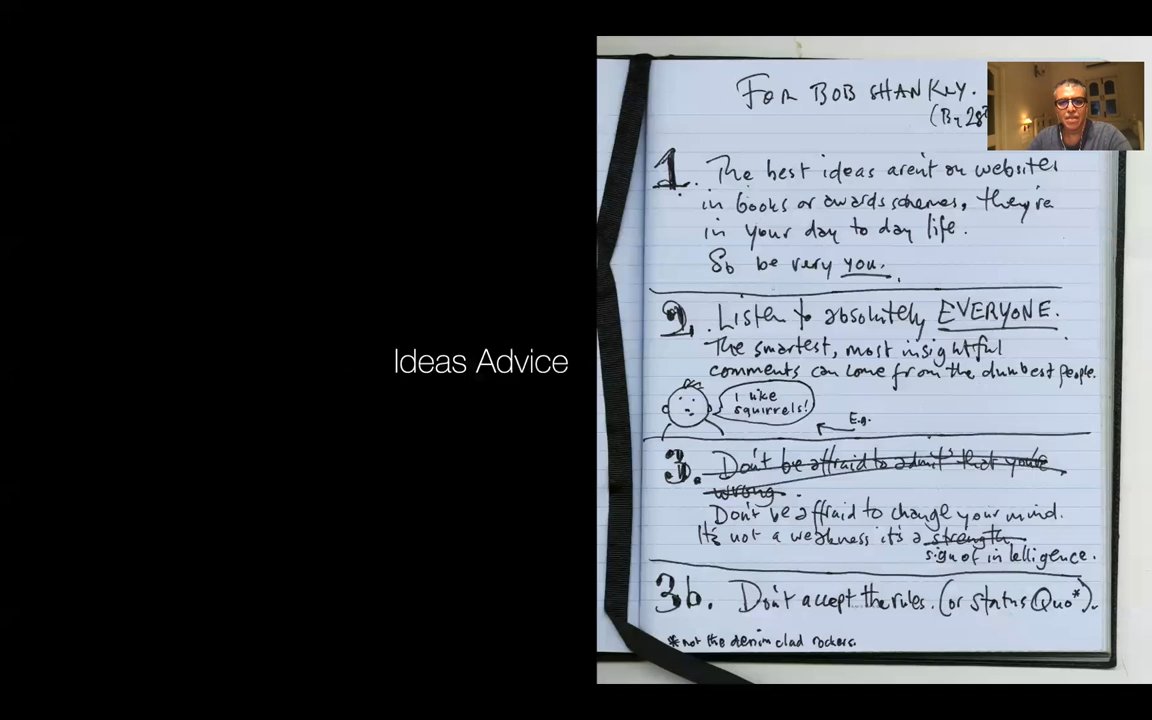 Ideas Advice
FOR BOB SHANKLY.
(By 28th
1. The best ideas aren't on websites
in books or awards schemes, they're
in your day to day life.
So be very you.
2. Listen to absolutely EVERYONE.
The smartest, most insightful
comments can come from the dumbest people.
I like
squirrels!
E.g.
3. Don't be affraid to admit that you're
wrong.
Don't be affraid to change your mind.
It's not a weakness it's a strength
sign of intelligence.
3b. Don't accept the rules. (or Status Quo*).
*not the denim clad rockers.